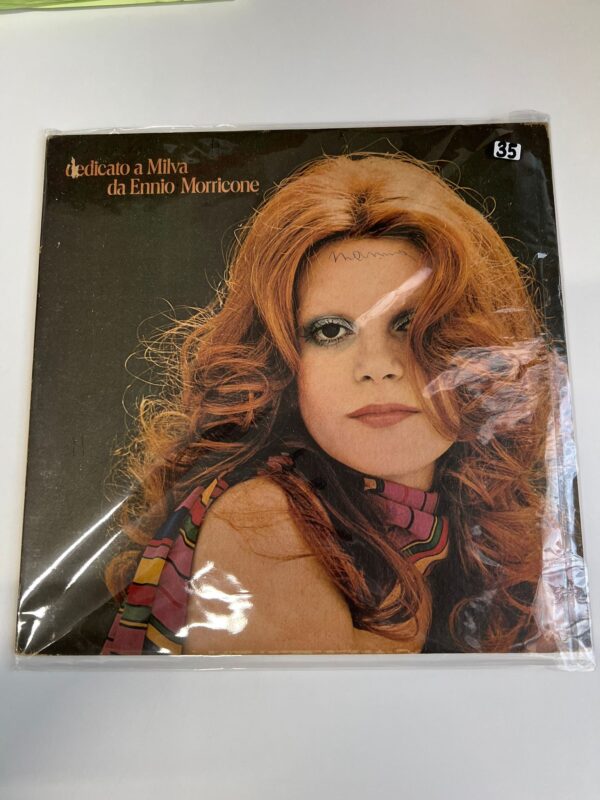 dedicato a Milva
da Ennio Morricone
35